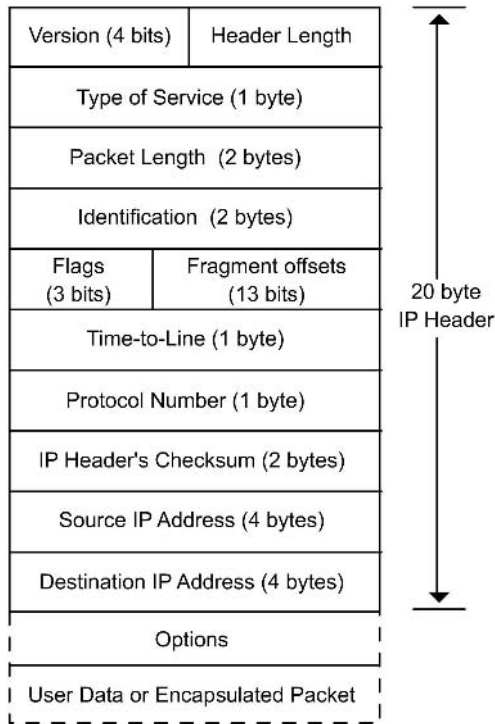 Version (4 bits)
Header Length
Type of Service (1 byte)
Packet Length (2 bytes)
Identification (2 bytes)
Flags
(3 bits)
Fragment offsets
(13 bits)
Time-to-Line (1 byte)
Protocol Number (1 byte)
IP Header's Checksum (2 bytes)
Source IP Address (4 bytes)
Destination IP Address (4 bytes)
Options
User Data or Encapsulated Packet
20 byte
IP Header